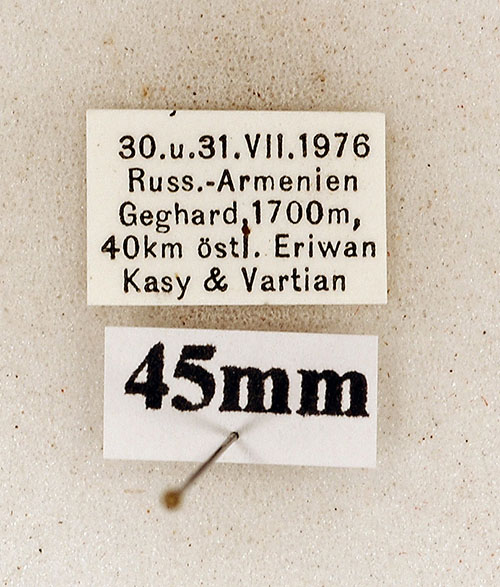 30.u.31.VII.1976
Russ.-Armenien
Geghard,1700m,
40km östl. Eriwan
Kasy & Vartian
45mm